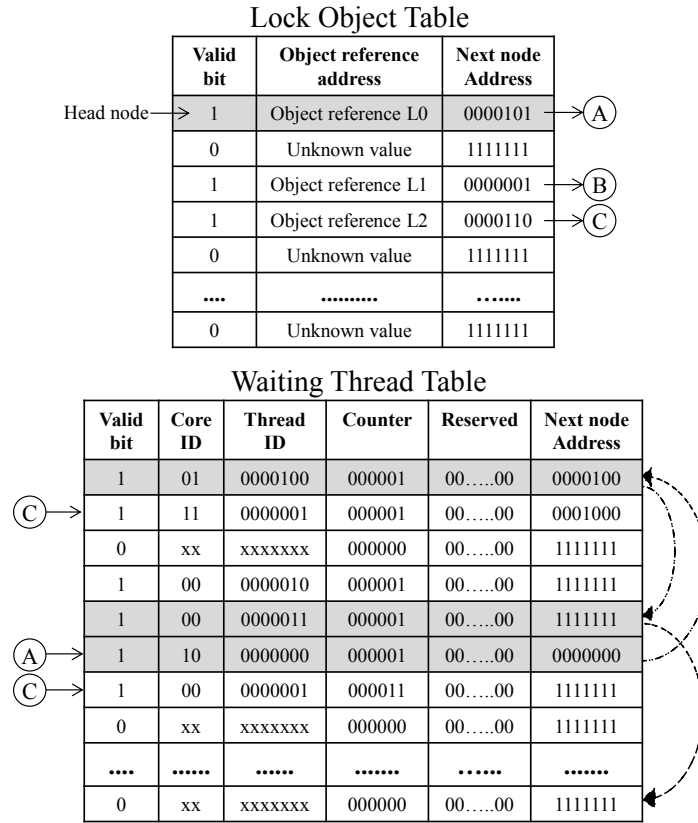 Lock Object Table
Valid bit Object reference address Next node Address
Head node 1 Object reference L0 0000101 A
0 Unknown value 1111111
1 Object reference L1 0000001 B
1 Object reference L2 0000110 C
0 Unknown value 1111111
.... .......... …....
0 Unknown value 1111111
Waiting Thread Table
Valid bit Core ID Thread ID Counter Reserved Next node Address
1 01 0000100 000001 00…..00 0000100
C 1 11 0000001 000001 00…..00 0001000
0 xx xxxxxxx 000000 00…..00 1111111
1 00 0000010 000001 00…..00 1111111
1 00 0000011 000001 00…..00 1111111
A 1 10 0000000 000001 00…..00 0000000
C 1 00 0000001 000011 00…..00 1111111
0 xx xxxxxxx 000000 00…..00 1111111
.... ...... ...... ....... …... .......
0 xx xxxxxxx 000000 00…..00 1111111